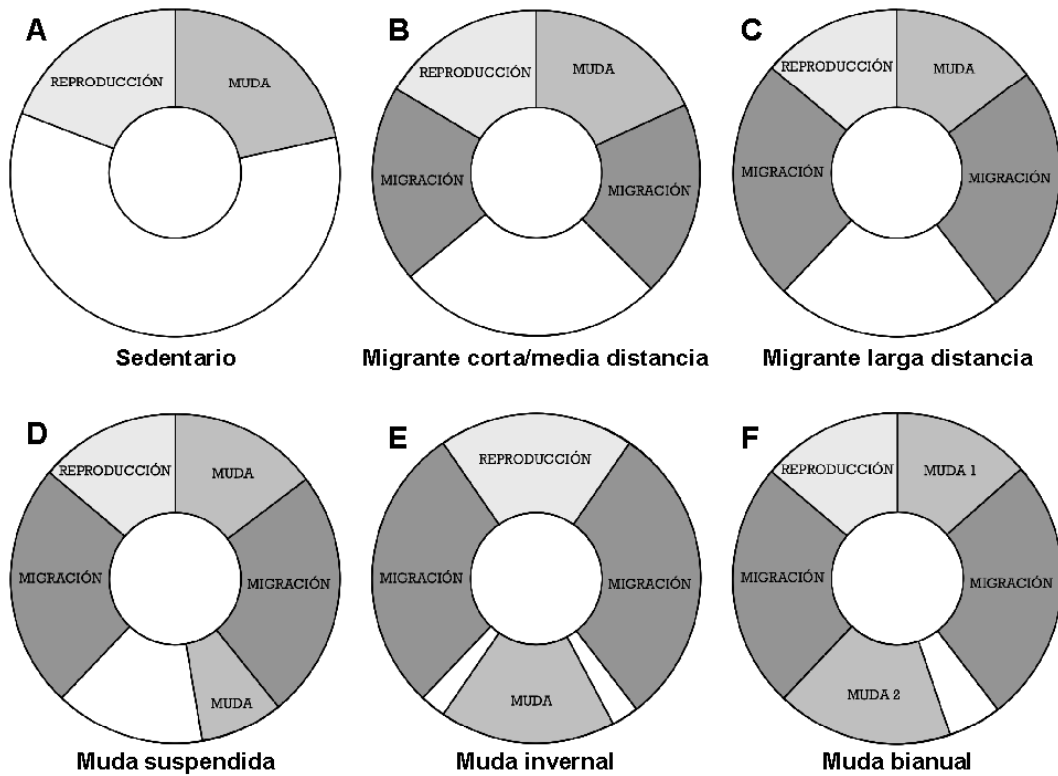 A
REPRODUCCIÓN
MUDA
Sedentario
B
REPRODUCCIÓN
MUDA
MIGRACIÓN
MIGRACIÓN
Migrante corta/media distancia
C
REPRODUCCIÓN
MUDA
MIGRACIÓN
MIGRACIÓN
Migrante larga distancia
D
REPRODUCCIÓN
MUDA
MIGRACIÓN
MIGRACIÓN
MUDA
Muda suspendida
E
REPRODUCCIÓN
MIGRACIÓN
MIGRACIÓN
MUDA
Muda invernal
F
REPRODUCCIÓN
MUDA 1
MIGRACIÓN
MIGRACIÓN
MUDA 2
Muda bianual